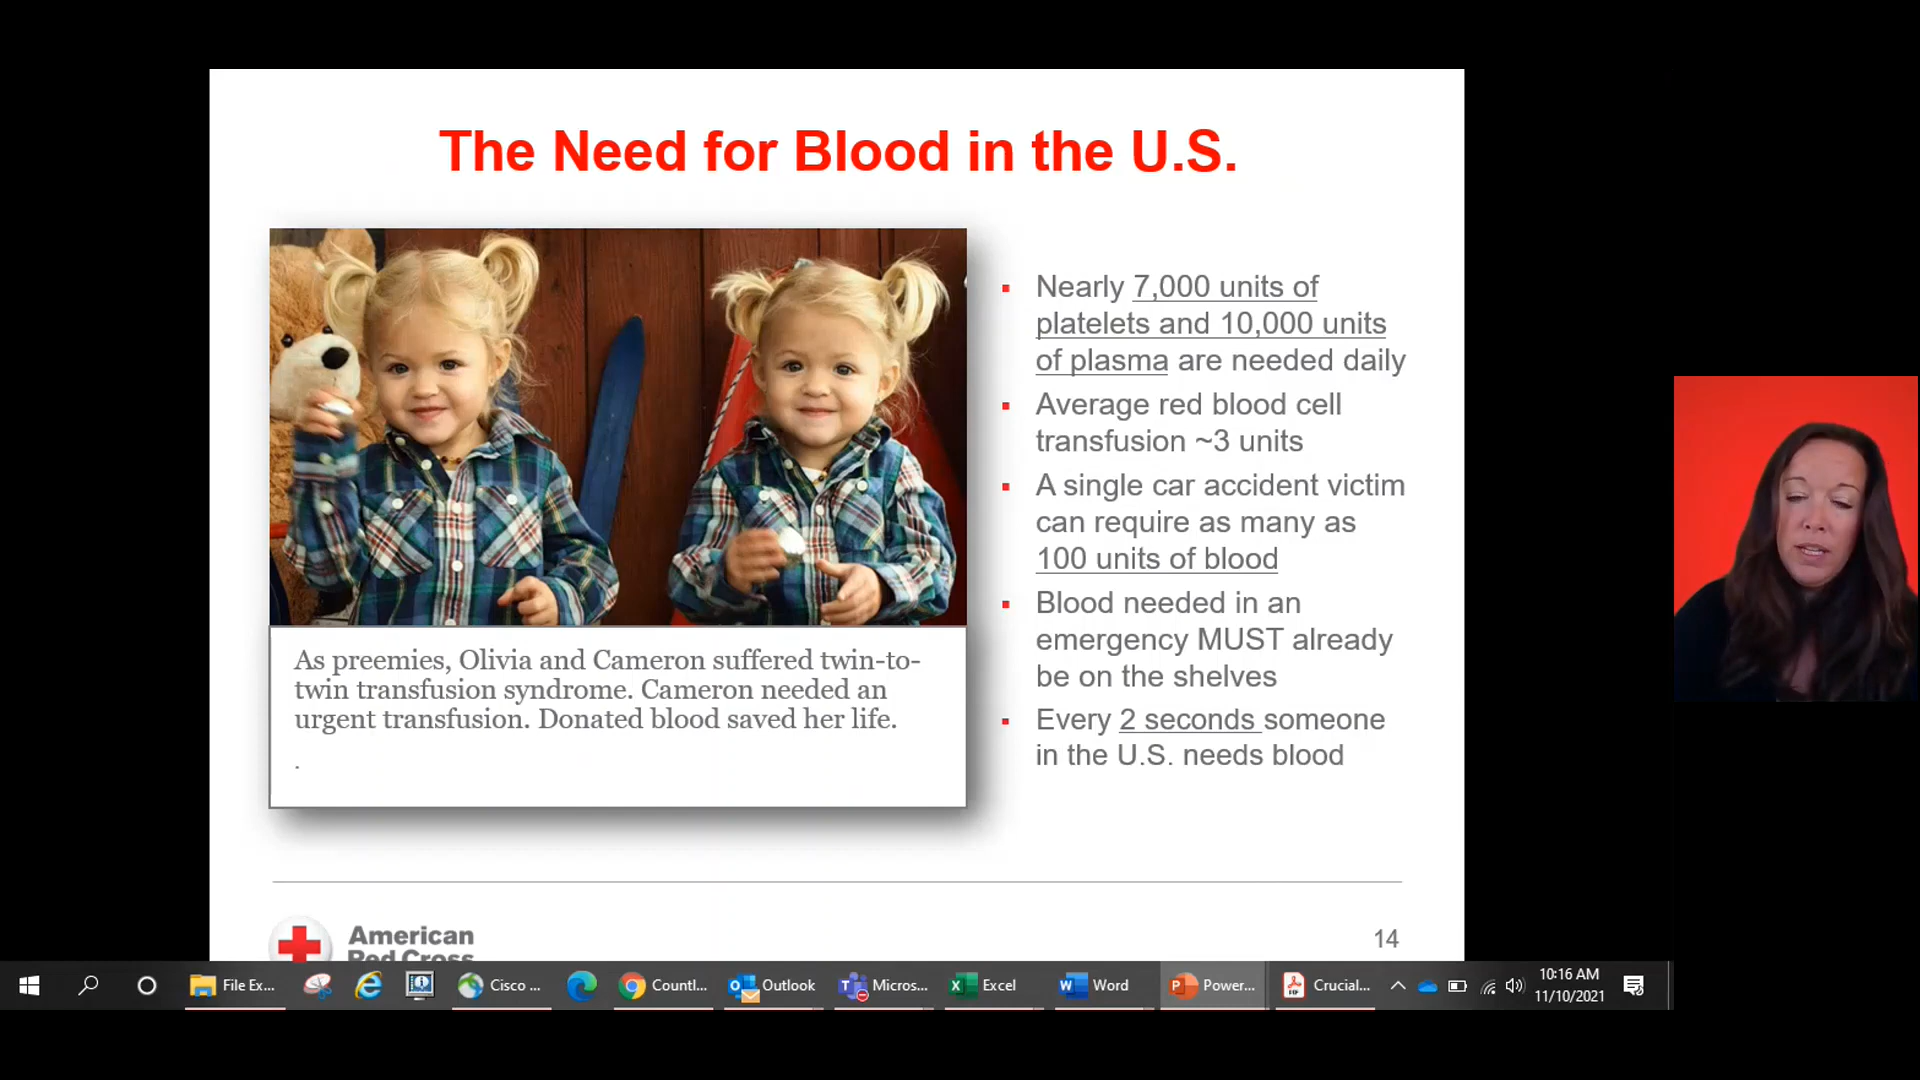 The Need for Blood in the U.S.
Nearly 7,000 units of
platelets and 10,000 units
of plasma are needed daily
Average red blood cell
transfusion ~3 units
A single car accident victim
can require as many as
100 units of blood
Blood needed in an
emergency MUST already
be on the shelves
Every 2 seconds someone
in the U.S. needs blood
As preemies, Olivia and Cameron suffered twin-to-
twin transfusion syndrome. Cameron needed an
urgent transfusion. Donated blood saved her life.
.
American
Red Cross
14
File Ex...
Cisco ...
Countl...
Outlook
Micros...
Excel
Word
Power...
Crucial...
10:16 AM
11/10/2021